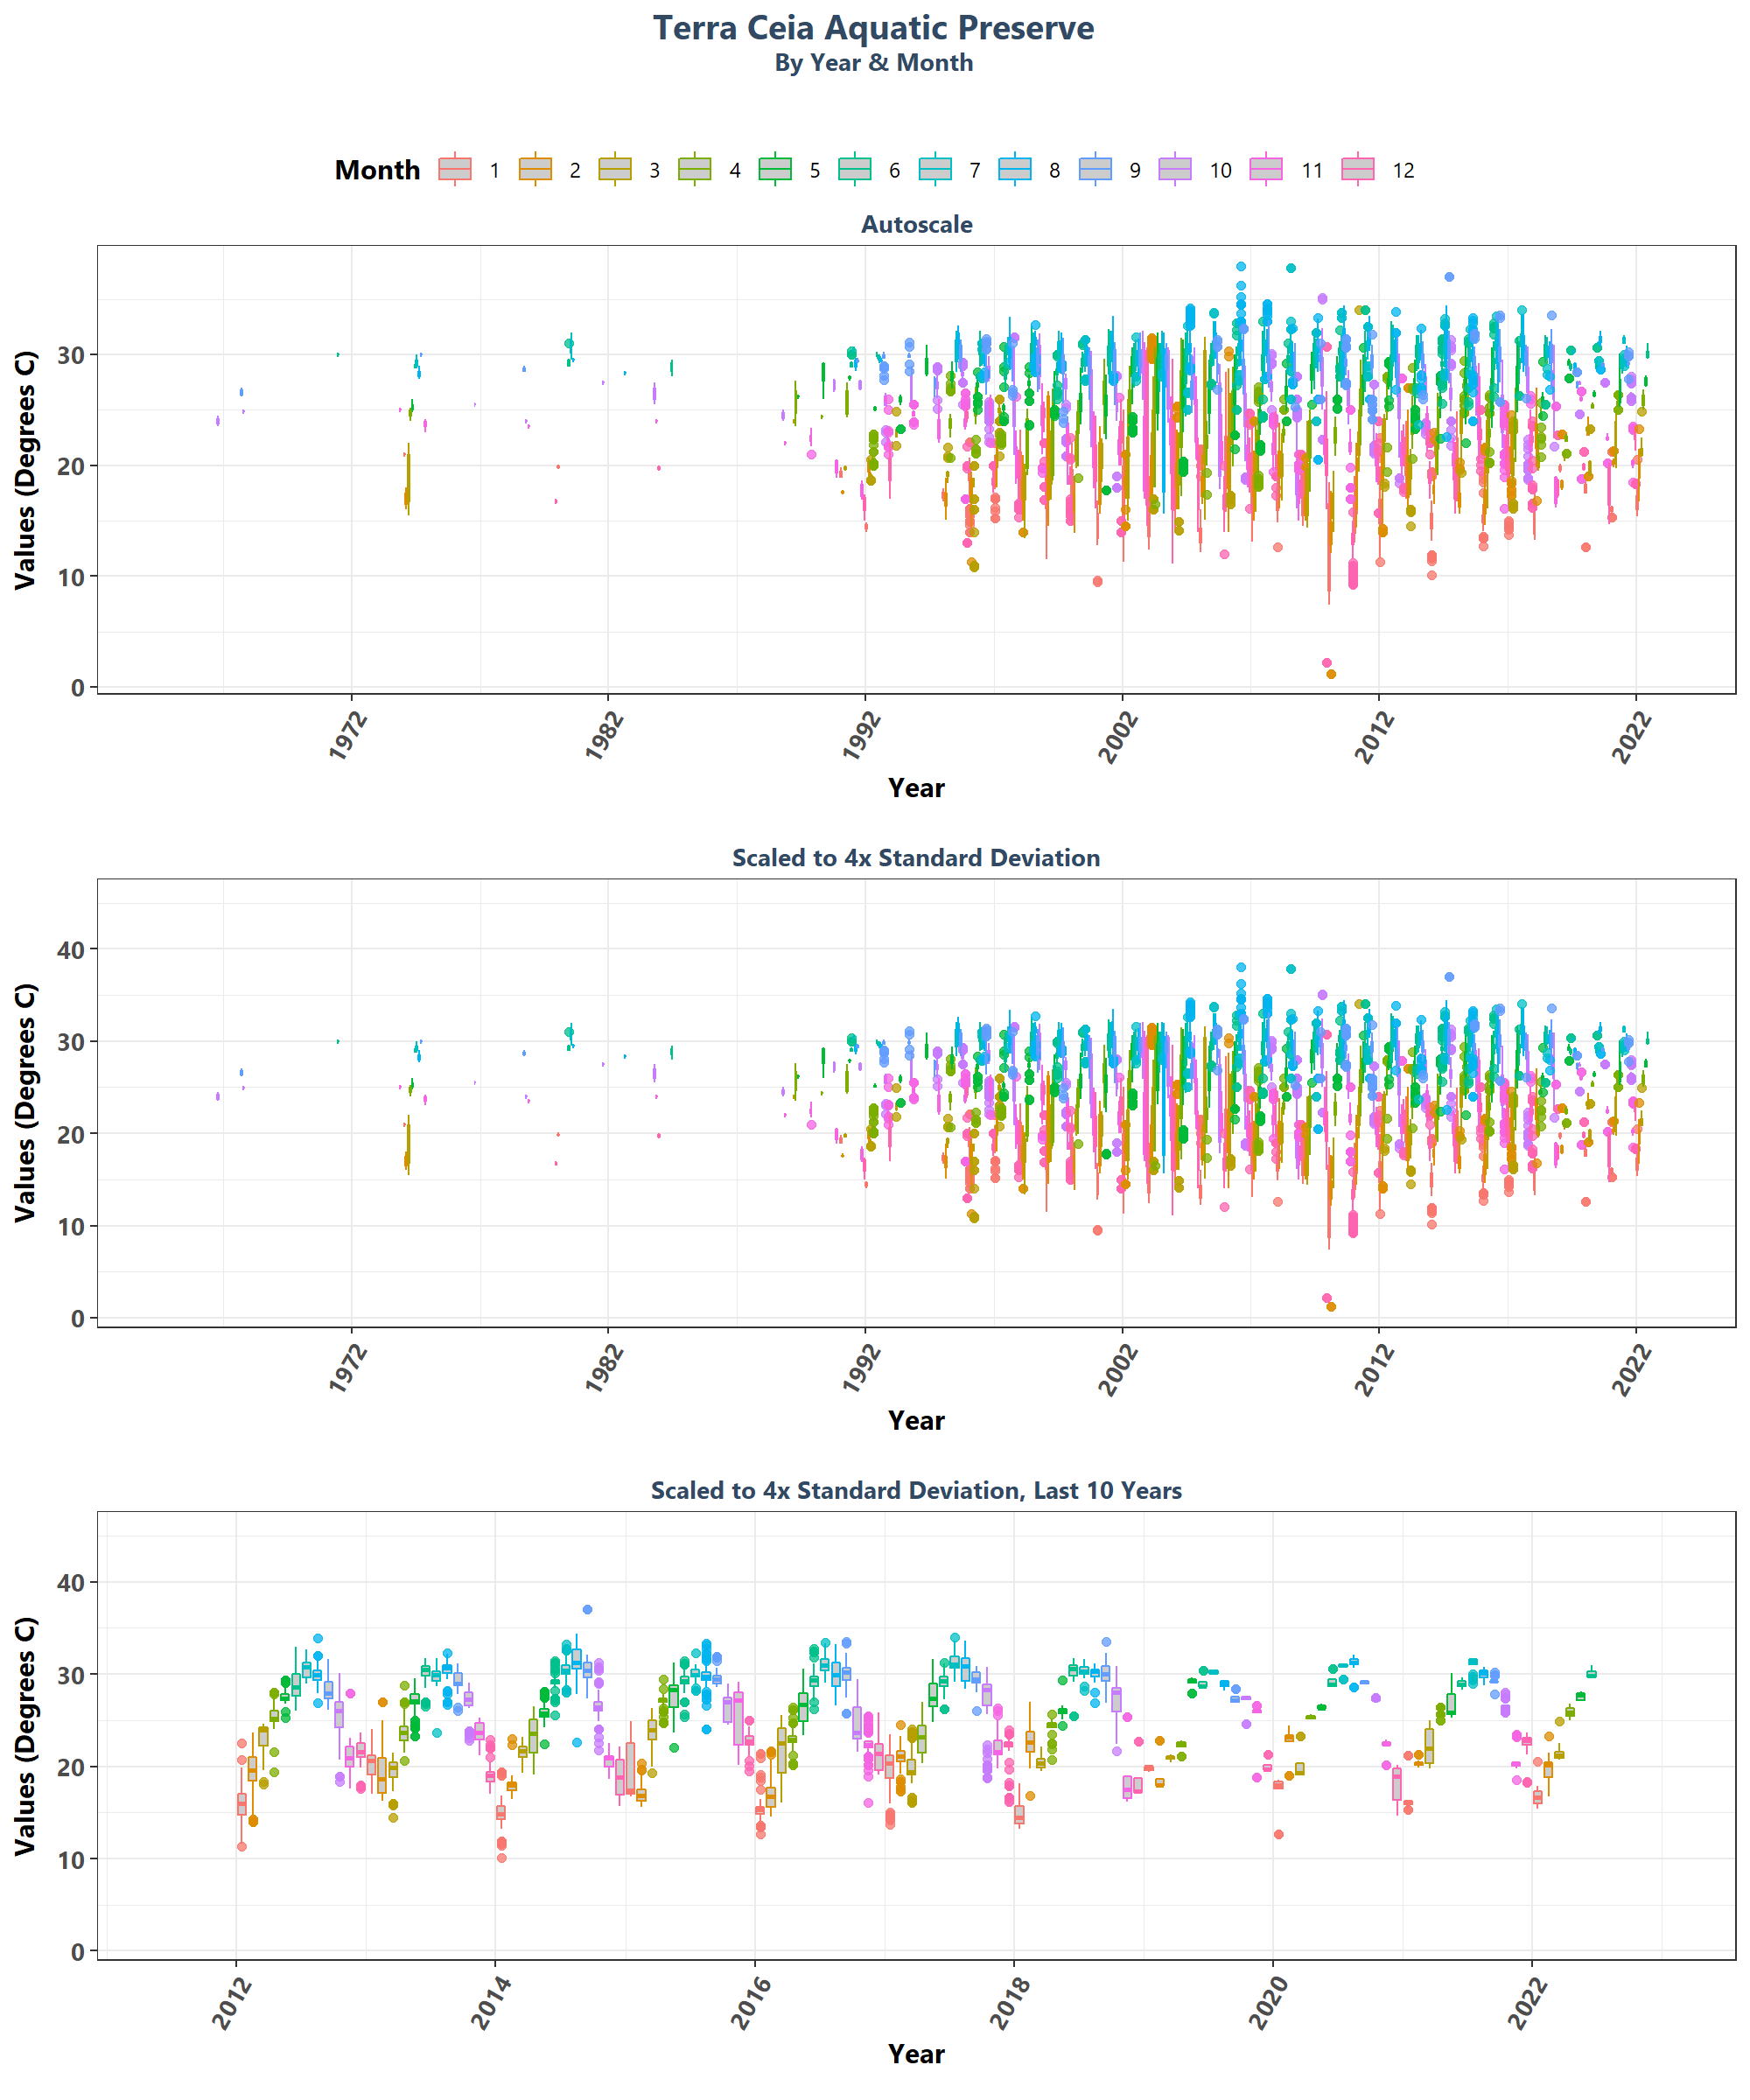 Terra Ceia Aquatic Preserve
By Year & Month
Month 1 2 3 4 5 6 7 8 9 10 11 12
Autoscale
Values (Degrees C)
30
20
10
0
1972 1982 1992 2002 2012 2022
Year
Scaled to 4x Standard Deviation
Values (Degrees C)
40
30
20
10
0
1972 1982 1992 2002 2012 2022
Year
Scaled to 4x Standard Deviation, Last 10 Years
Values (Degrees C)
40
30
20
10
0
2012 2014 2016 2018 2020 2022
Year